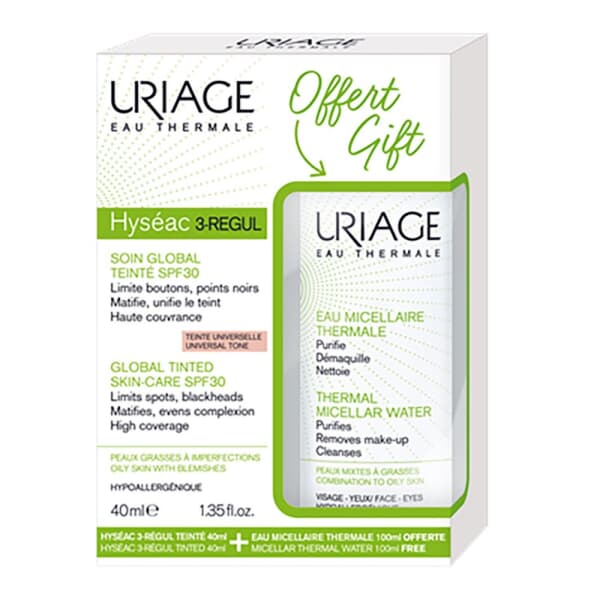 URIAGE
URIAGE
EAU THERMALE
Offert
Gift
Hyséac 3-REGUL
SOIN GLOBAL
TEINTÉ SPF30
Limite boutons, points noirs
Matifie, unifie le teint
Haute couvrance
TEINTE UNIVERSELLE
UNIVERSAL TONE
GLOBAL TINTED
SKIN-CARE SPF30
Limits spots, blackheads
Matifies, evens complexion
High coverage
PEAUX GRASSES À IMPERFECTIONS
OILY SKIN WITH BLEMISHES
HYPOALLERGÉNIQUE
40ml e 1.35fl.oz.
URIAGE
EAU THERMALE
EAU MICELLAIRE
THERMALE
Purifie
Démaquille
Nettoie
THERMAL
MICELLAR WATER
Purifies
Removes make-up
Cleanses
PEAUX MIXTES À GRASSES
COMBINATION TO OILY SKIN
VISAGE - YEUX / FACE - EYES
HYPOALLERGÉNIQUE
HYSÉAC 3-RÉGUL TEINTÉ 40ml + EAU MICELLAIRE THERMALE 100ml OFFERTE
HYSÉAC 3-RÉGUL TINTED 40ml MICELLAR THERMAL WATER 100ml FREE